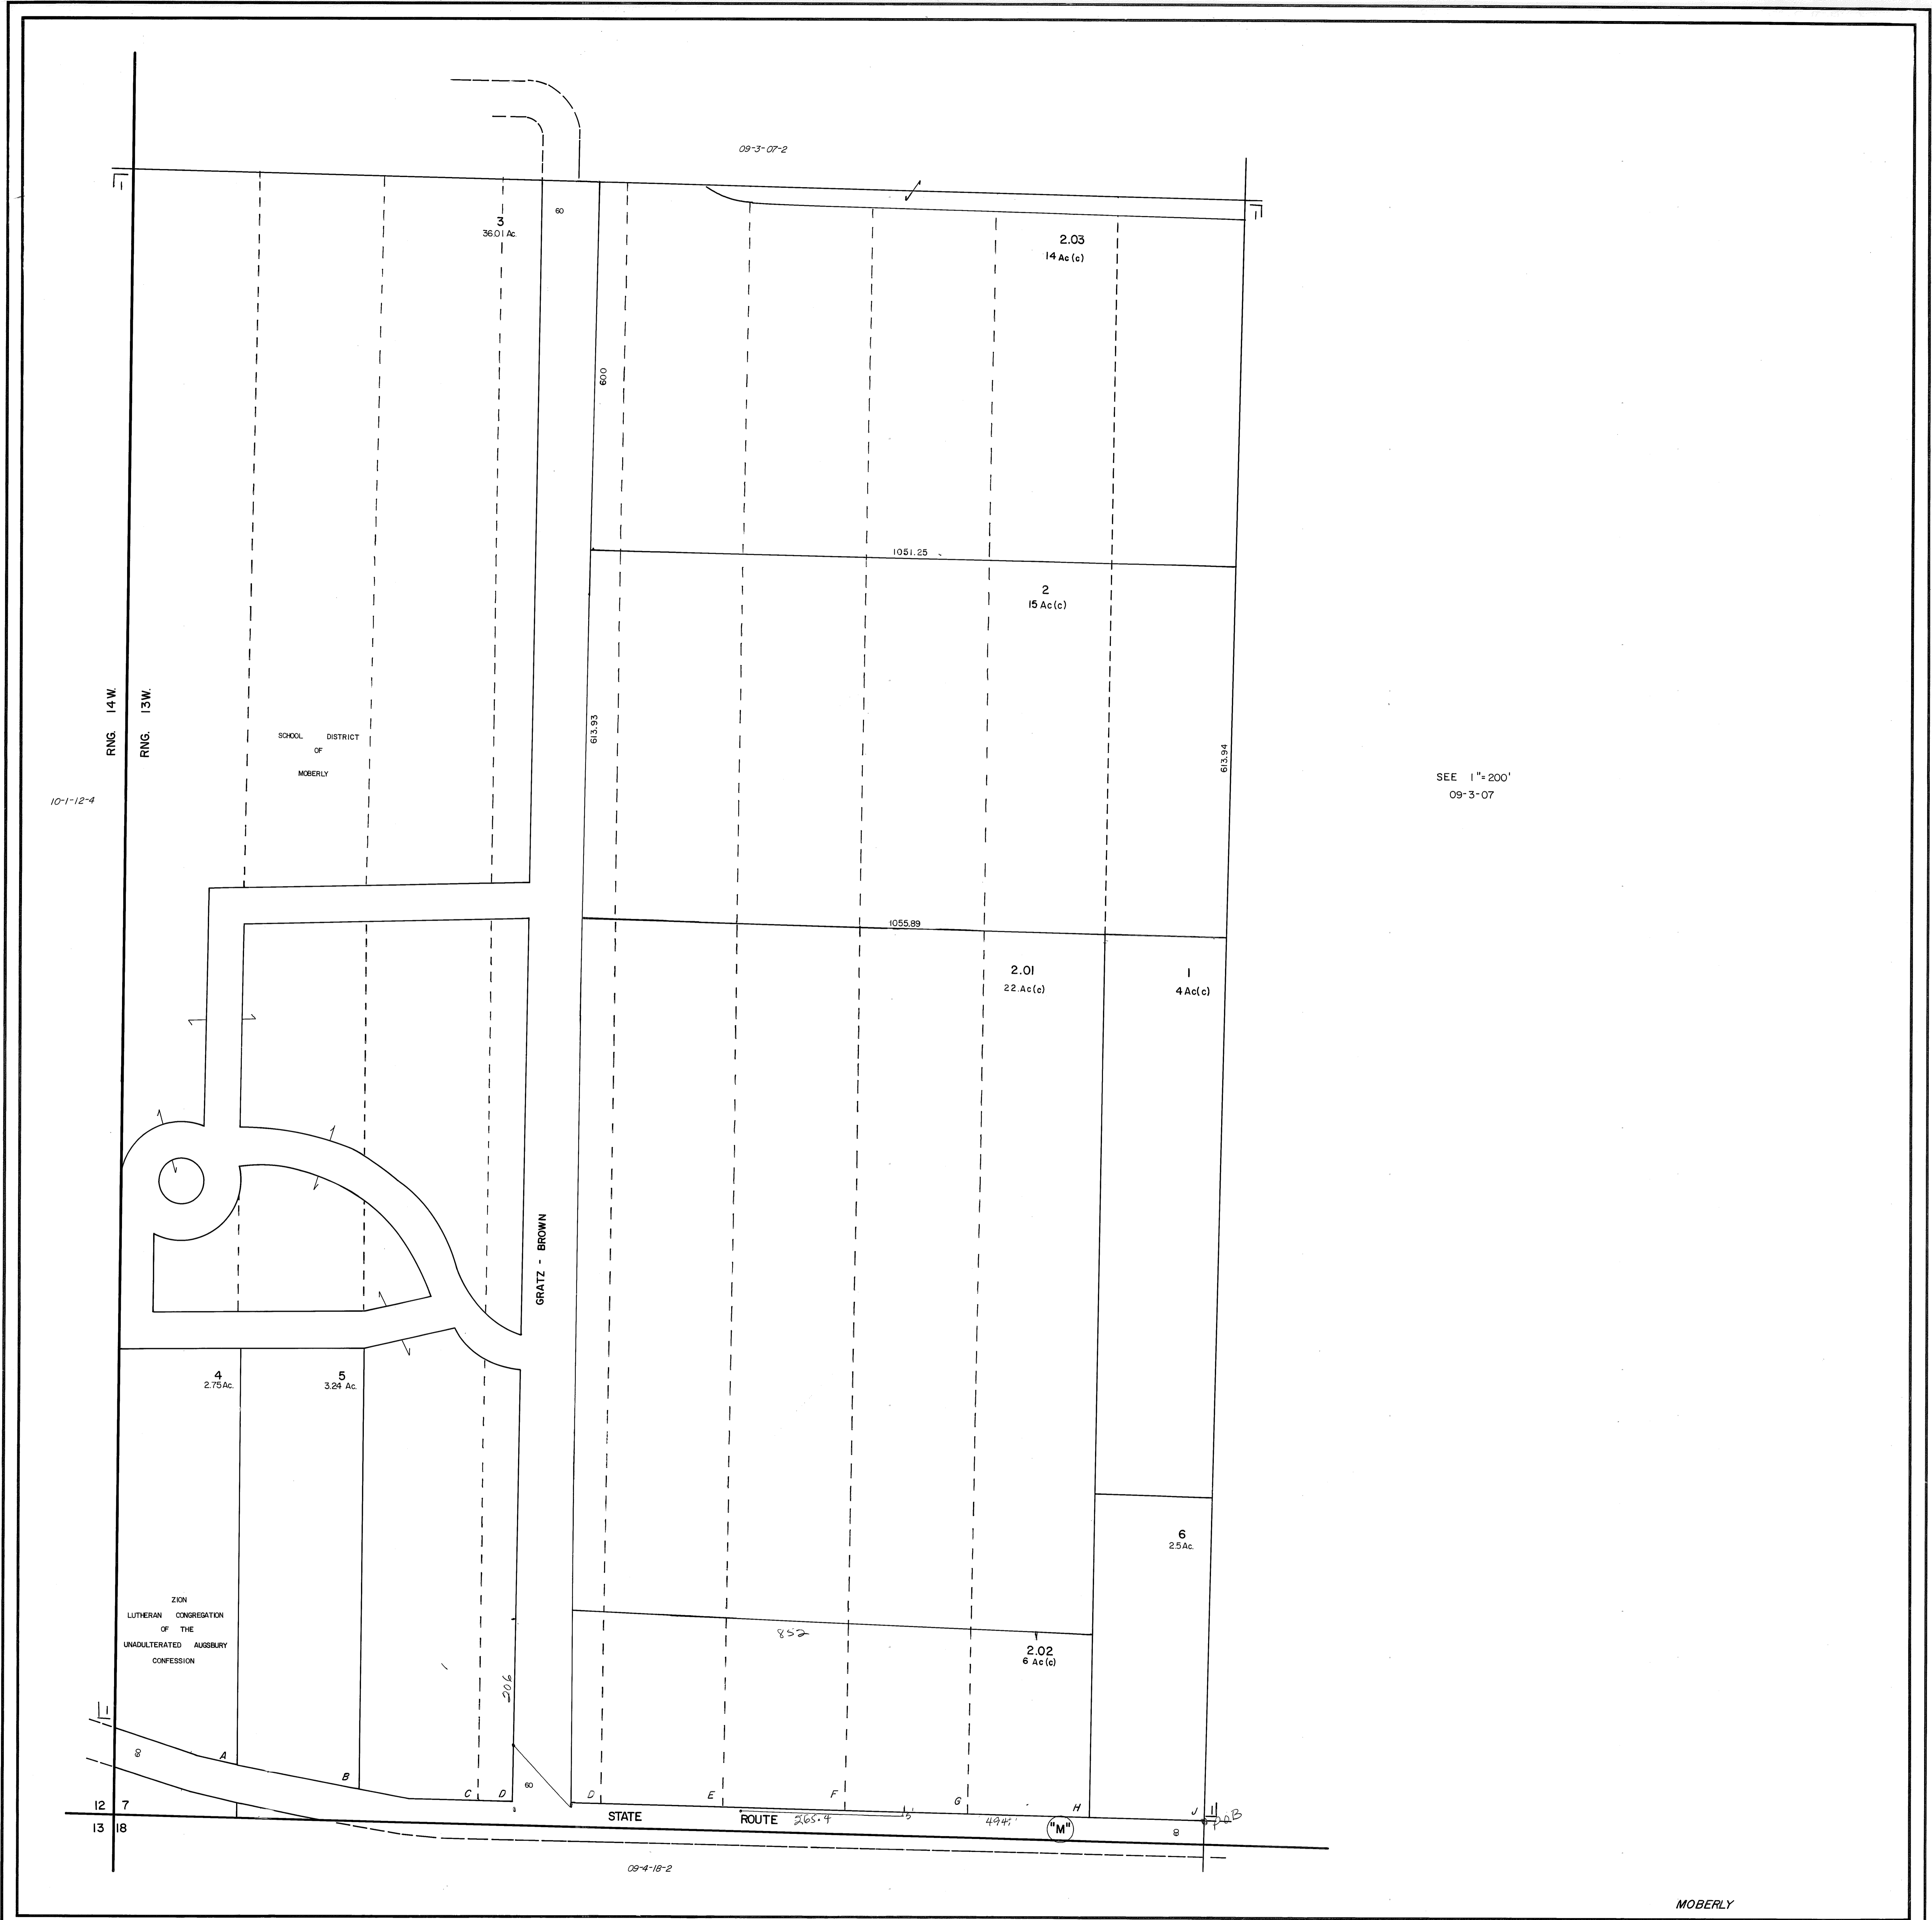 09-3-07-2
3
36.01 Ac.
60
2.03
14 Ac (c)
600
1051.25
2
15 Ac (c)
RNG. 14W.
RNG. 13W.
SCHOOL DISTRICT
OF
MOBERLY
613.93
613.94
10-1-12-4
SEE 1"=200'
09-3-07
1055.89
2.01
22.Ac(c)
1
4 Ac(c)
GRATZ - BROWN
4
2.75 Ac.
5
3.24 Ac.
6
2.5 Ac.
ZION
LUTHERAN CONGREGATION
OF THE
UNADULTERATED AUGSBURY
CONFESSION
852
2.02
6 Ac (c)
206
60
A
B
C
D
60
D
E
F
G
H
J
12 7
13 18
STATE ROUTE "M"
265.4
15'
494'
POB
09-4-18-2
MOBERLY